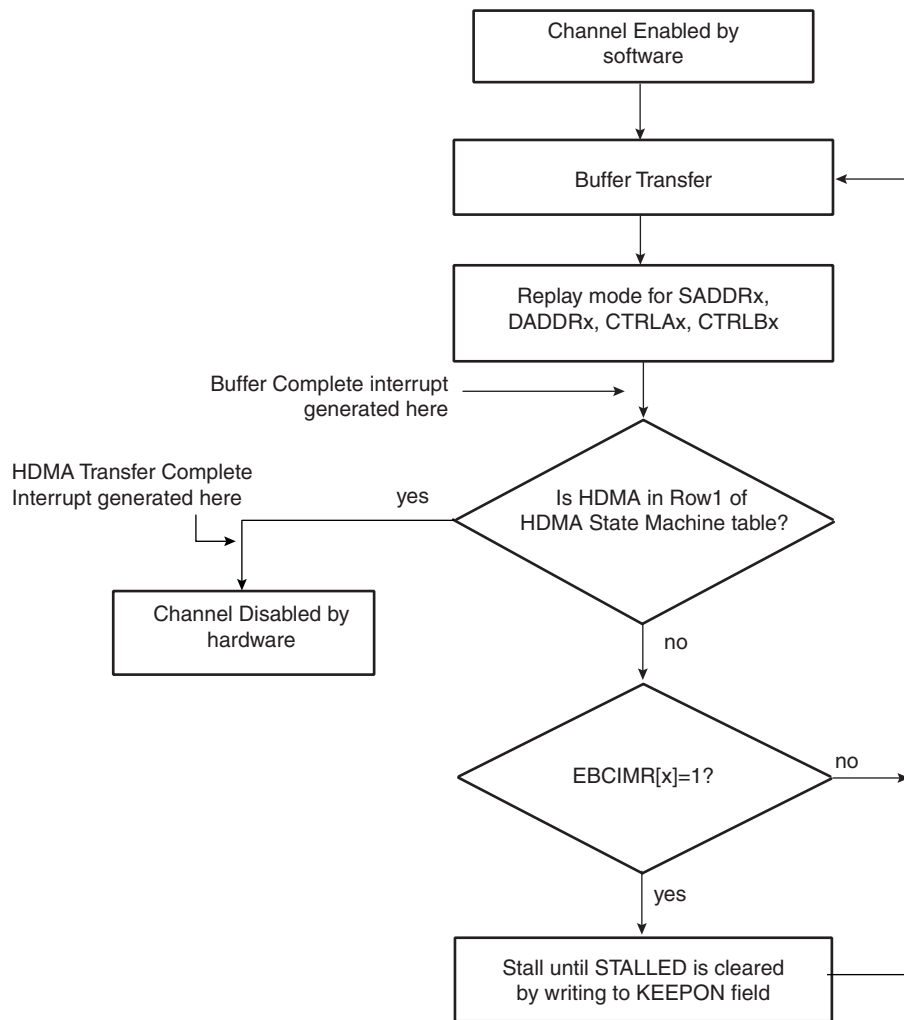 Channel Enabled by
software
Buffer Transfer
Replay mode for SADDRx,
DADDRx, CTRLAx, CTRLBx
Buffer Complete interrupt
generated here
HDMA Transfer Complete
Interrupt generated here
yes
Is HDMA in Row1 of
HDMA State Machine table?
Channel Disabled by
hardware
no
EBCIMR[x]=1?
no
yes
Stall until STALLED is cleared
by writing to KEEPON field